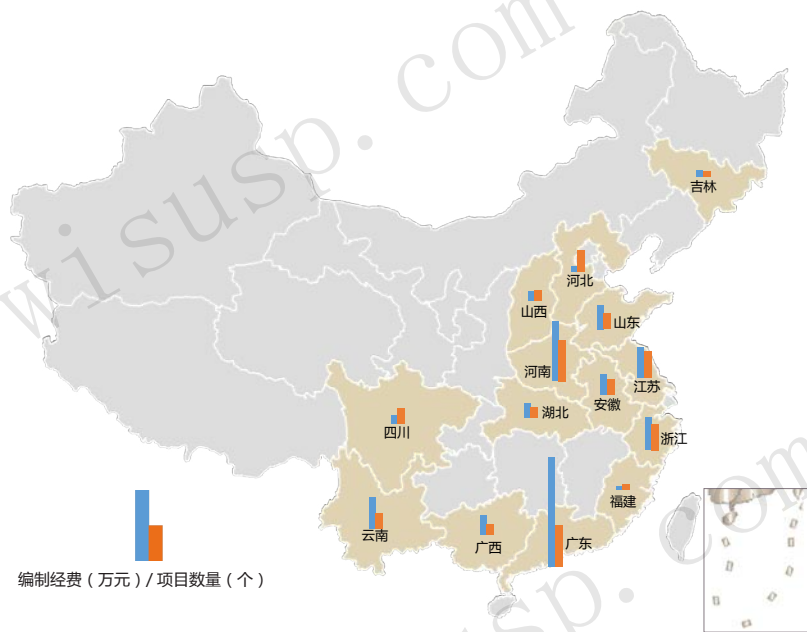 吉林
河北
山西
山东
河南
江苏
安徽
湖北
四川
浙江
福建
云南
广西
广东
编制经费（万元）/ 项目数量（个）
wisusp. com
usp. com